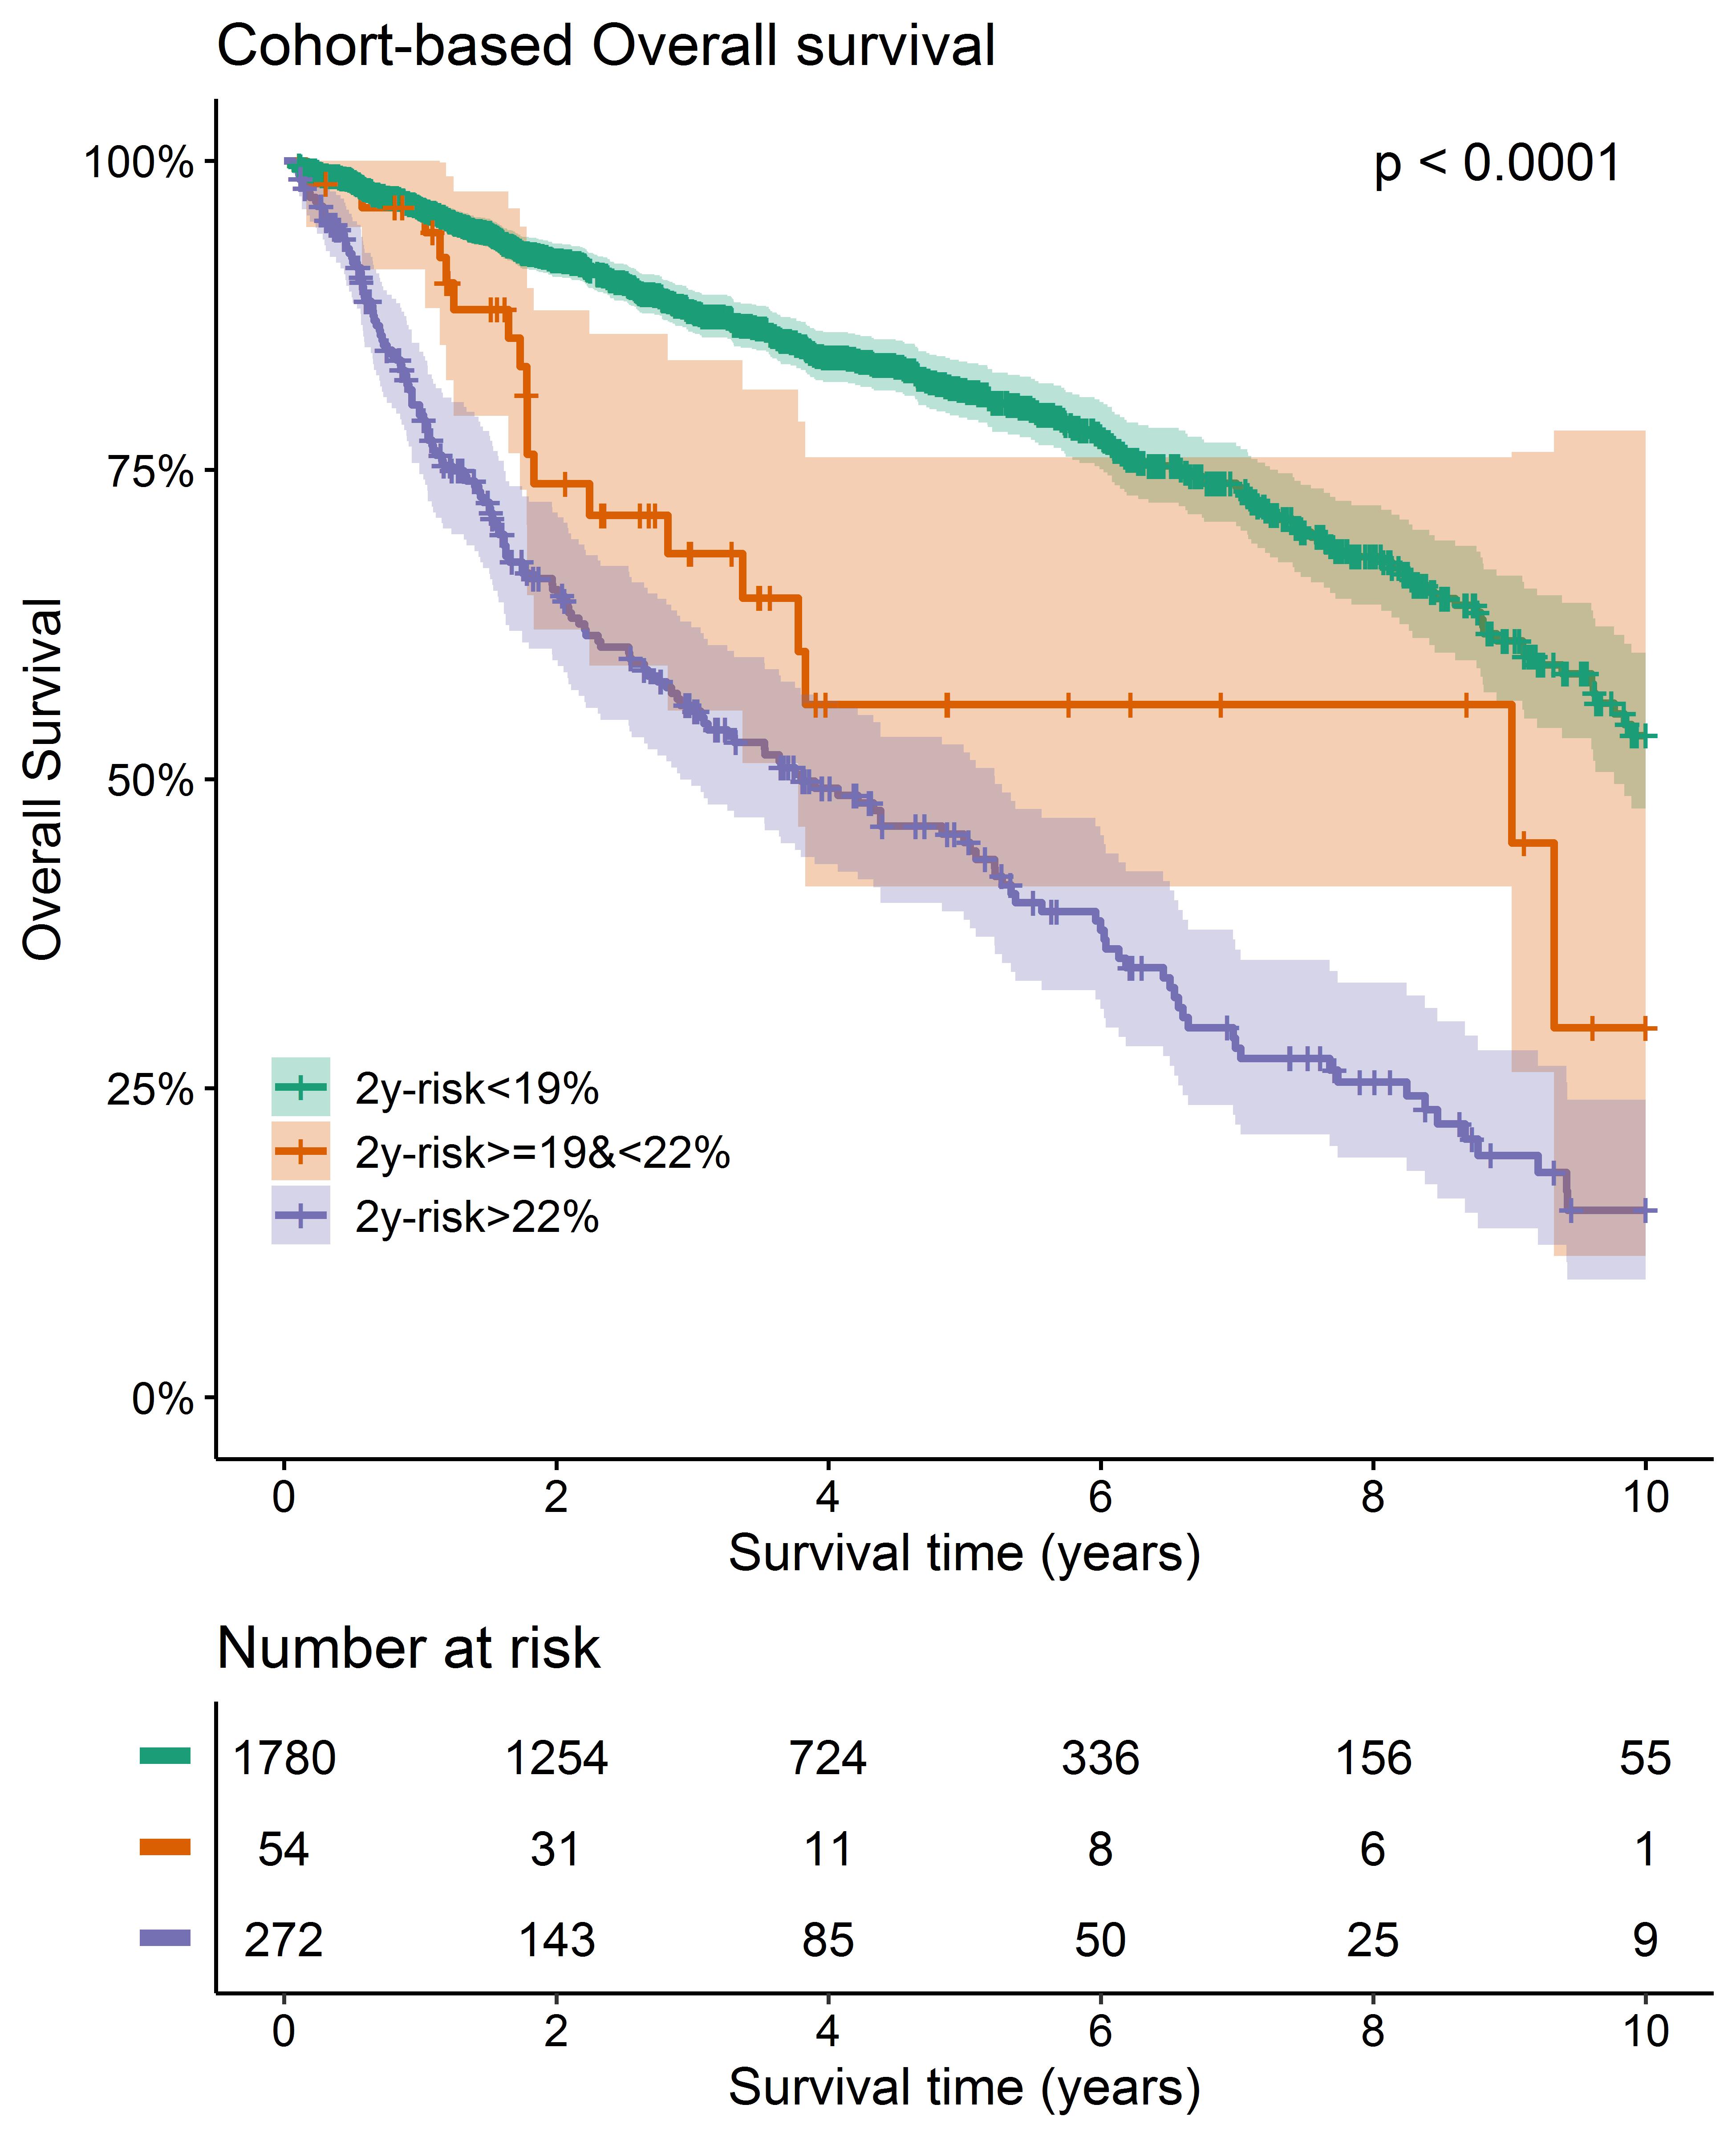 Cohort-based Overall survival
p < 0.0001
100%
75%
50%
25%
0%
Overall Survival
2y-risk<19%
2y-risk>=19&<22%
2y-risk>22%
0 2 4 6 8 10
Survival time (years)
Number at risk
1780 1254 724 336 156 55
54 31 11 8 6 1
272 143 85 50 25 9
0 2 4 6 8 10
Survival time (years)